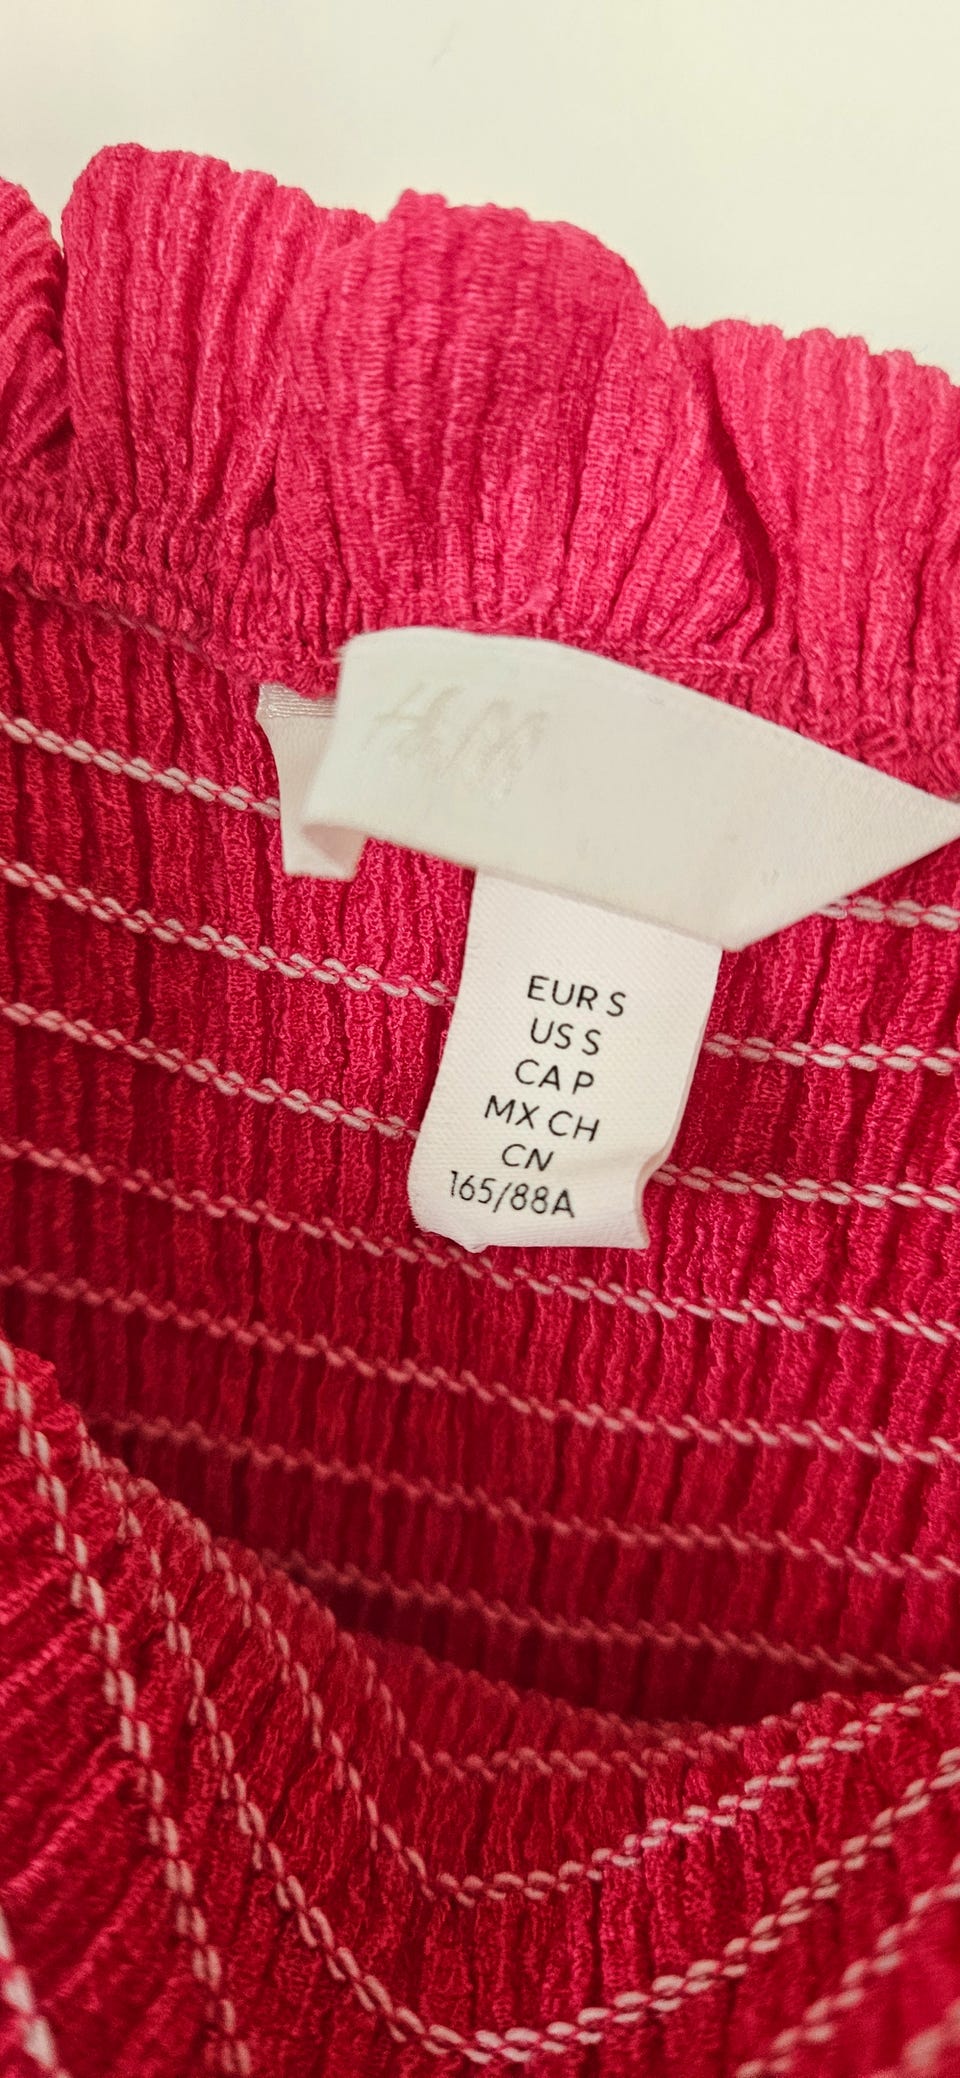 H&M
EUR S
US S
CA P
MX CH
CN
165/88A